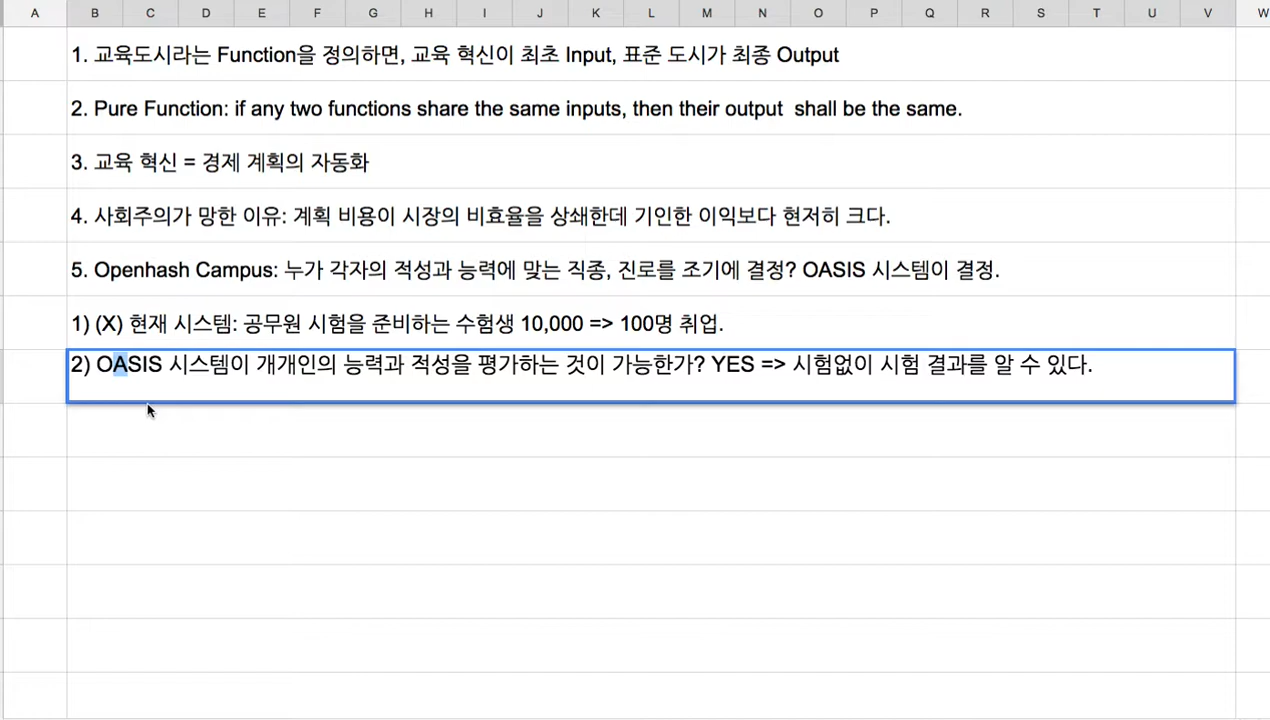 A B C D E F G H I J K L M N O P Q R S T U V W
1. 교육도시라는 Function을 정의하면, 교육 혁신이 최초 Input, 표준 도시가 최종 Output
2. Pure Function: if any two functions share the same inputs, then their output  shall be the same.
3. 교육 혁신 = 경제 계획의 자동화
4. 사회주의가 망한 이유: 계획 비용이 시장의 비효율을 상쇄한데 기인한 이익보다 현저히 크다.
5. Openhash Campus: 누가 각자의 적성과 능력에 맞는 직종, 진로를 조기에 결정? OASIS 시스템이 결정.
1) (X) 현재 시스템: 공무원 시험을 준비하는 수험생 10,000 => 100명 취업.
2) OASIS 시스템이 개개인의 능력과 적성을 평가하는 것이 가능한가? YES => 시험없이 시험 결과를 알 수 있다.